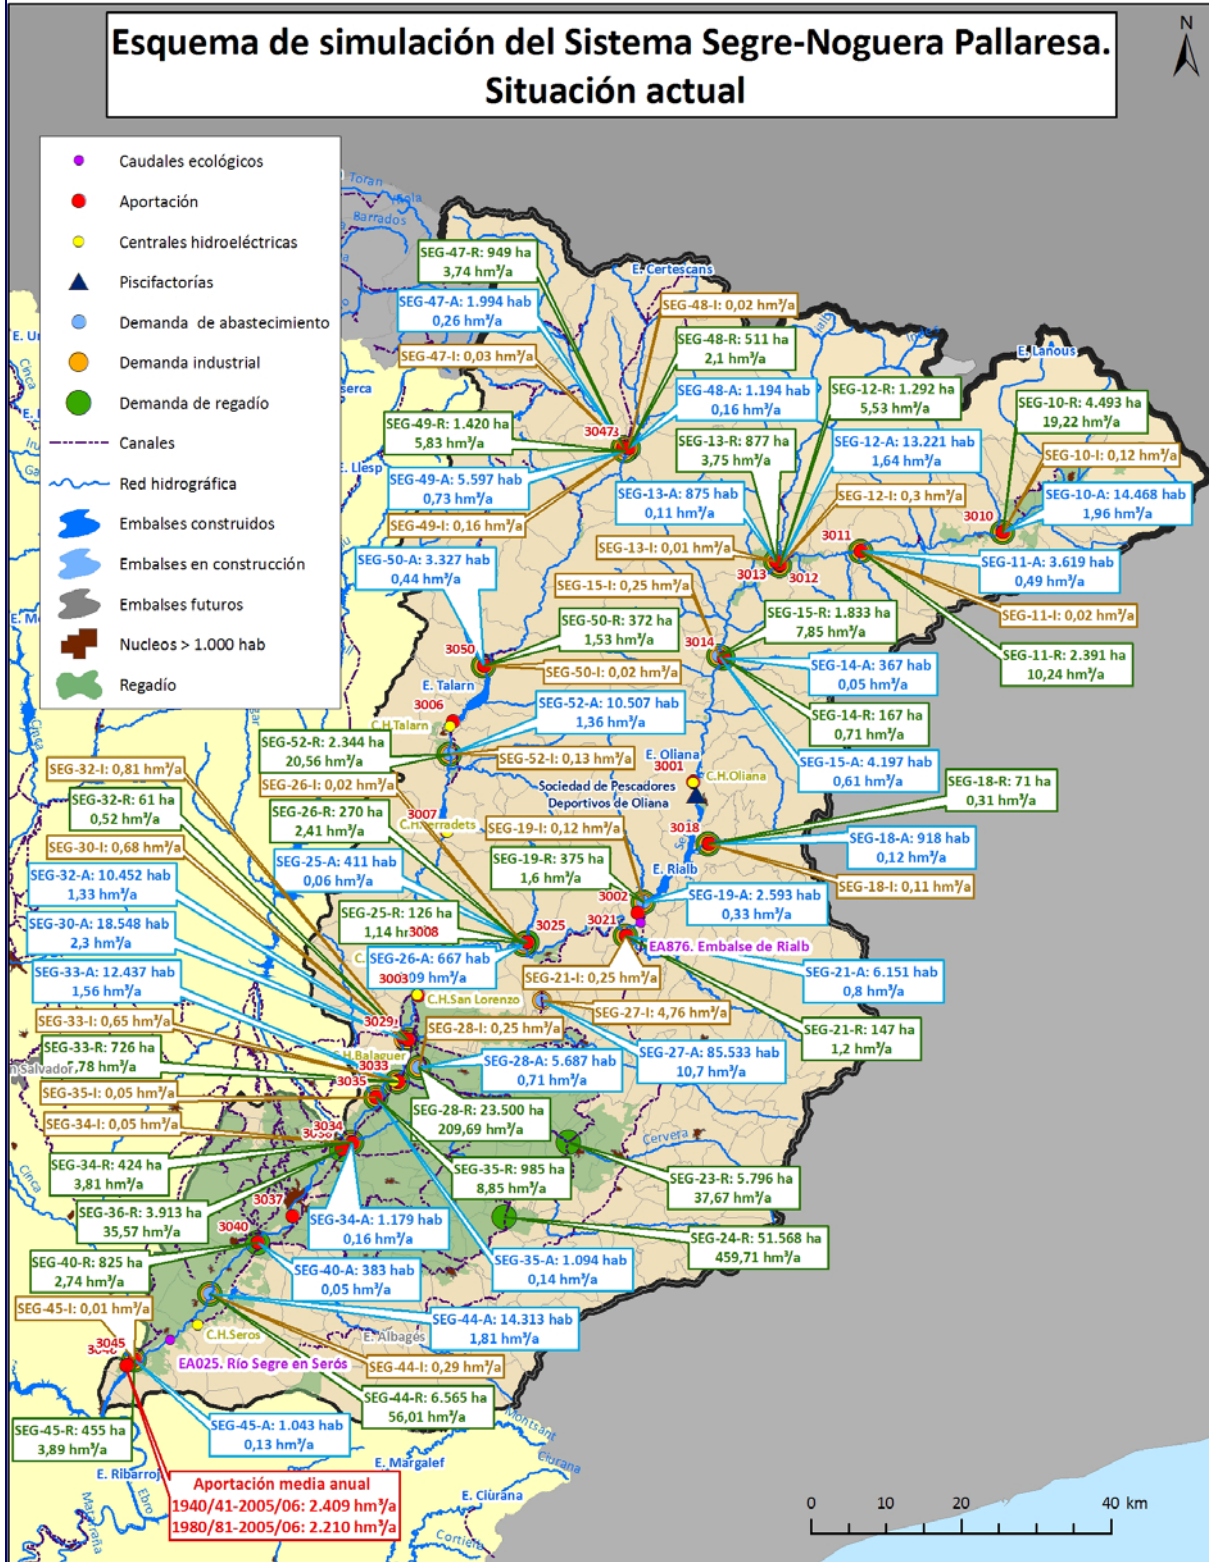 Esquema de simulación del Sistema Segre-Noguera Pallaresa.
Situación actual
N
Caudales ecológicos
Aportación
Centrales hidroeléctricas
Piscifactorías
Demanda de abastecimiento
Demanda industrial
Demanda de regadío
Canales
Red hidrográfica
Embalses construidos
Embalses en construcción
Embalses futuros
Nucleos > 1.000 hab
Regadío
Toran
Barrados
E. Certescans
E. Lanous
E. Llesp
Cinca
SEG-47-R: 949 ha
3,74 hm³/a
SEG-47-A: 1.994 hab
0,26 hm³/a
SEG-47-I: 0,03 hm³/a
SEG-48-I: 0,02 hm³/a
SEG-48-R: 511 ha
2,1 hm³/a
SEG-48-A: 1.194 hab
0,16 hm³/a
SEG-49-R: 1.420 ha
5,83 hm³/a
SEG-49-A: 5.597 hab
0,73 hm³/a
SEG-49-I: 0,16 hm³/a
SEG-12-R: 1.292 ha
5,53 hm³/a
SEG-13-R: 877 ha
3,75 hm³/a
SEG-12-A: 13.221 hab
1,64 hm³/a
SEG-13-A: 875 hab
0,11 hm³/a
SEG-12-I: 0,3 hm³/a
SEG-13-I: 0,01 hm³/a
3013
3012
3011
3010
SEG-10-R: 4.493 ha
19,22 hm³/a
SEG-10-I: 0,12 hm³/a
SEG-10-A: 14.468 hab
1,96 hm³/a
SEG-11-A: 3.619 hab
0,49 hm³/a
SEG-11-I: 0,02 hm³/a
SEG-11-R: 2.391 ha
10,24 hm³/a
SEG-15-I: 0,25 hm³/a
SEG-15-R: 1.833 ha
7,85 hm³/a
3014
SEG-14-A: 367 hab
0,05 hm³/a
SEG-14-R: 167 ha
0,71 hm³/a
SEG-15-A: 4.197 hab
0,61 hm³/a
SEG-50-A: 3.327 hab
0,44 hm³/a
SEG-50-R: 372 ha
1,53 hm³/a
3050
SEG-50-I: 0,02 hm³/a
E. Talarn
3006
C.H.Talarn
SEG-52-A: 10.507 hab
1,36 hm³/a
SEG-52-R: 2.344 ha
20,56 hm³/a
SEG-52-I: 0,13 hm³/a
E. Oliana
3001
C.H.Oliana
Sociedad de Pescadores
Deportivos de Oliana
SEG-18-R: 71 ha
0,31 hm³/a
3018
SEG-18-A: 918 hab
0,12 hm³/a
SEG-18-I: 0,11 hm³/a
SEG-32-I: 0,81 hm³/a
SEG-26-I: 0,02 hm³/a
SEG-32-R: 61 ha
0,52 hm³/a
SEG-26-R: 270 ha
2,41 hm³/a
3007
SEG-19-I: 0,12 hm³/a
SEG-30-I: 0,68 hm³/a
SEG-19-R: 375 ha
1,6 hm³/a
E. Rialb
SEG-25-A: 411 hab
0,06 hm³/a
SEG-32-A: 10.452 hab
1,33 hm³/a
SEG-19-A: 2.593 hab
0,33 hm³/a
3002
3021
SEG-25-R: 126 ha
1,14 hm³/a
3008
3025
SEG-30-A: 18.548 hab
2,3 hm³/a
EA876. Embalse de Rialb
SEG-26-A: 667 hab
SEG-33-A: 12.437 hab
1,56 hm³/a
3003
C.H.San Lorenzo
SEG-21-I: 0,25 hm³/a
SEG-21-A: 6.151 hab
0,8 hm³/a
SEG-27-I: 4,76 hm³/a
SEG-21-R: 147 ha
1,2 hm³/a
SEG-33-I: 0,65 hm³/a
3029
SEG-28-I: 0,25 hm³/a
SEG-27-A: 85.533 hab
10,7 hm³/a
SEG-33-R: 726 ha
C.H.Balaguer
3033
SEG-28-A: 5.687 hab
0,71 hm³/a
SEG-35-I: 0,05 hm³/a
3035
SEG-28-R: 23.500 ha
209,69 hm³/a
SEG-34-I: 0,05 hm³/a
3034
Cervera
SEG-34-R: 424 ha
3,81 hm³/a
SEG-35-R: 985 ha
8,85 hm³/a
SEG-23-R: 5.796 ha
37,67 hm³/a
SEG-36-R: 3.913 ha
35,57 hm³/a
3037
SEG-34-A: 1.179 hab
0,16 hm³/a
SEG-24-R: 51.568 ha
459,71 hm³/a
3040
SEG-40-R: 825 ha
2,74 hm³/a
SEG-40-A: 383 hab
0,05 hm³/a
SEG-35-A: 1.094 hab
0,14 hm³/a
SEG-45-I: 0,01 hm³/a
SEG-44-A: 14.313 hab
1,81 hm³/a
C.H.Seros
E. Albagés
3045
EA025. Río Segre en Serós
SEG-44-I: 0,29 hm³/a
SEG-44-R: 6.565 ha
56,01 hm³/a
SEG-45-R: 455 ha
3,89 hm³/a
SEG-45-A: 1.043 hab
0,13 hm³/a
Montsant
E. Margalef
Ciurana
E. Ciurana
Ebro
Matarraña
Aportación media anual
1940/41-2005/06: 2.409 hm³/a
1980/81-2005/06: 2.210 hm³/a
0 10 20 40 km